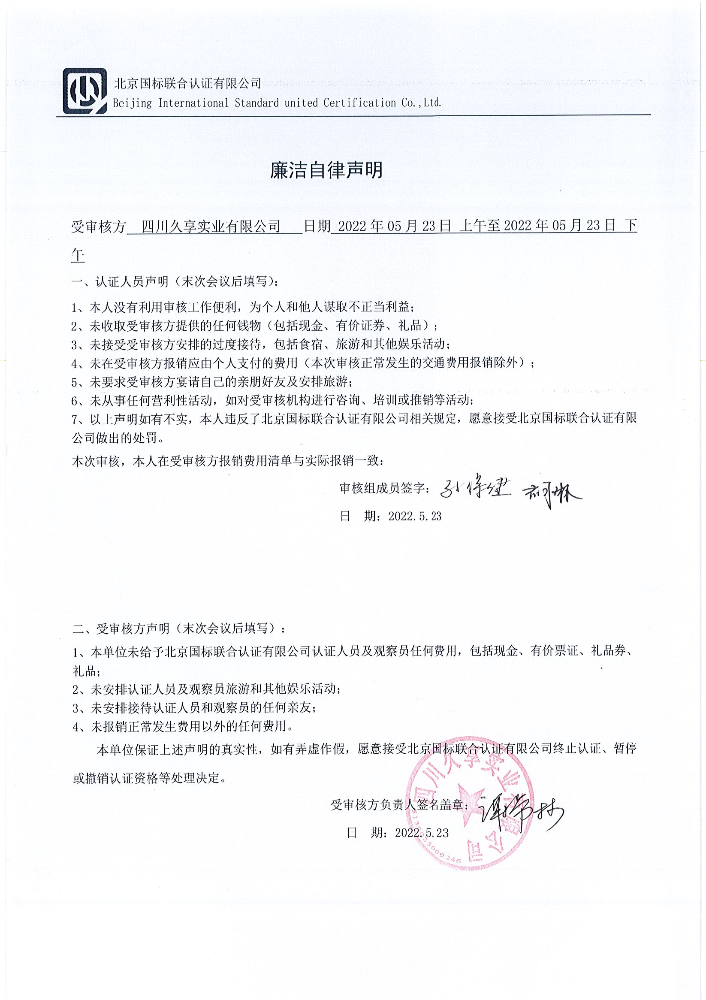 北京国标联合认证有限公司
Beijing International Standard united Certification Co.,Ltd.
廉洁自律声明
受审核方 四川久享实业有限公司 日期 2022 年 05 月 23 日 上午至 2022 年 05 月 23 日 下
午
一、认证人员声明（末次会议后填写）：
1、本人没有利用审核工作便利，为个人和他人谋取不正当利益；
2、未收取受审核方提供的任何钱物（包括现金、有价证券、礼品）；
3、未接受受审核方安排的过度接待，包括食宿、旅游和其他娱乐活动；
4、未在受审核方报销应由个人支付的费用（本次审核正常发生的交通费用报销除外）；
5、未要求受审核方宴请自己的亲朋好友及安排旅游；
6、未从事任何营利性活动，如对受审核机构进行咨询、培训或推销等活动；
7、以上声明如有不实，本人违反了北京国标联合认证有限公司相关规定，愿意接受北京国标联合认证有限
公司做出的处罚。
本次审核，本人在受审核方报销费用清单与实际报销一致：
审核组成员签字：
日 期：2022.5.23
二、受审核方声明（末次会议后填写）：
1、本单位未给予北京国标联合认证有限公司认证人员及观察员任何费用，包括现金、有价票证、礼品券、
礼品；
2、未安排认证人员及观察员旅游和其他娱乐活动；
3、未安排接待认证人员和观察员的任何亲友；
4、未报销正常发生费用以外的任何费用。
本单位保证上述声明的真实性，如有弄虚作假，愿意接受北京国标联合认证有限公司终止认证、暂停
或撤销认证资格等处理决定。
受审核方负责人签名盖章：
日 期：2022.5.23
四川久享实业有限公司